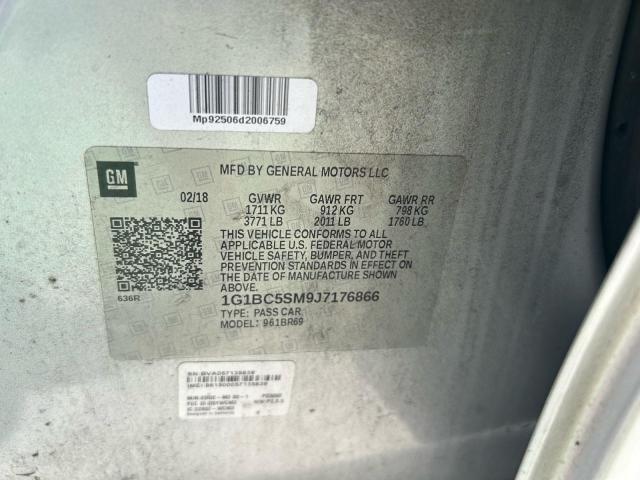 Mp92506d2006759
GM
MFD BY GENERAL MOTORS LLC
02/18 GVWR GAWR FRT GAWR RR
1711 KG 912 KG 798 KG
3771 LB 2011 LB 1760 LB
THIS VEHICLE CONFORMS TO ALL
APPLICABLE U.S. FEDERAL MOTOR
VEHICLE SAFETY, BUMPER, AND THEFT
PREVENTION STANDARDS IN EFFECT ON
THE DATE OF MANUFACTURE SHOWN
ABOVE.
636R
1G1BC5SM9J7176866
TYPE: PASS CAR
MODEL: 961BR69